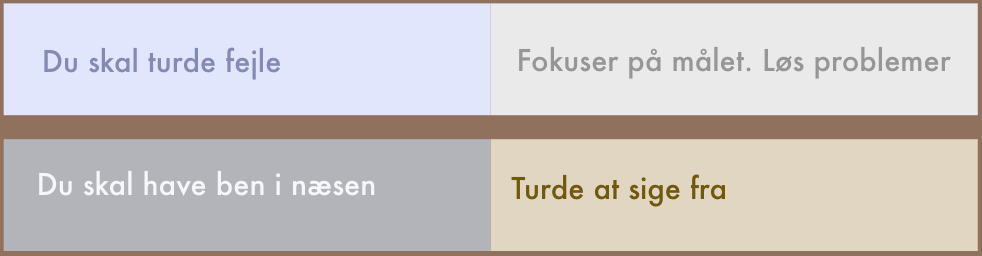 Du skal turde fejle
Fokuser på målet. Løs problemer
Du skal have ben i næsen
Turde at sige fra